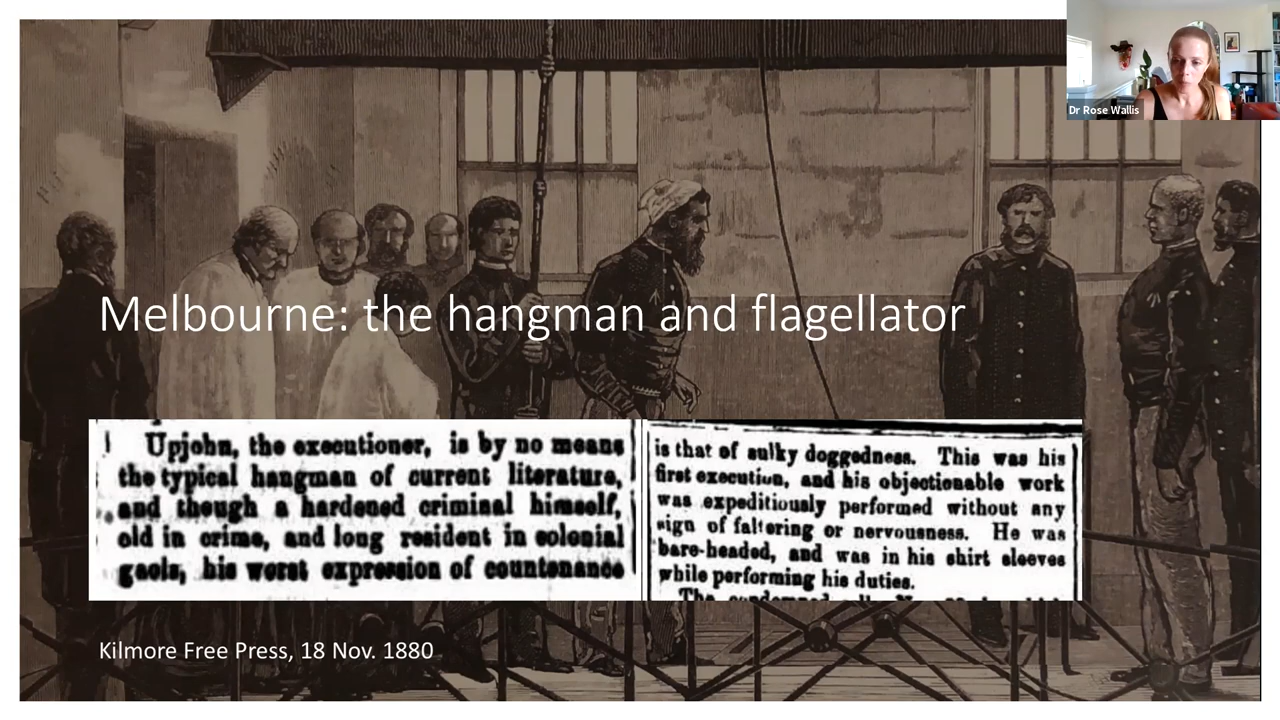 Dr Rose Wallis
Melbourne: the hangman and flagellator
Upjohn, the executioner, is by no means
the typical hangman of current literature,
and though a hardened criminal himself,
old in crime, and long resident in colonial
gaols, his worst expression of countenance
is that of sulky doggedness. This was his
first execution, and his objectionable work
was expeditiously performed without any
sign of faltering or nervousness. He was
bare-headed, and was in his shirt sleeves
while performing his duties.
Kilmore Free Press, 18 Nov. 1880